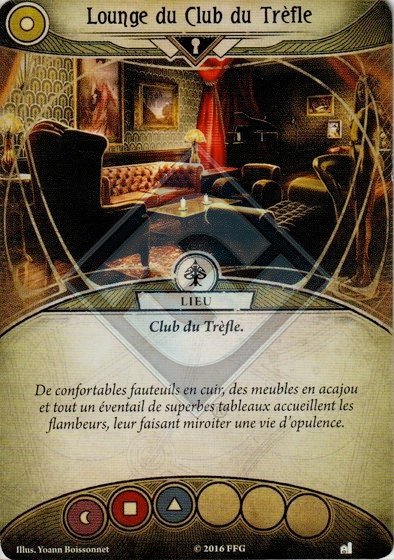 Lounge du Club du Trèfle
LIEU
Club du Trèfle.
De confortables fauteuils en cuir, des meubles en acajou
et tout un éventail de superbes tableaux accueillent les
flambeurs, leur faisant miroiter une vie d'opulence.
Illus. Yoann Boissonnet
© 2016 FFG